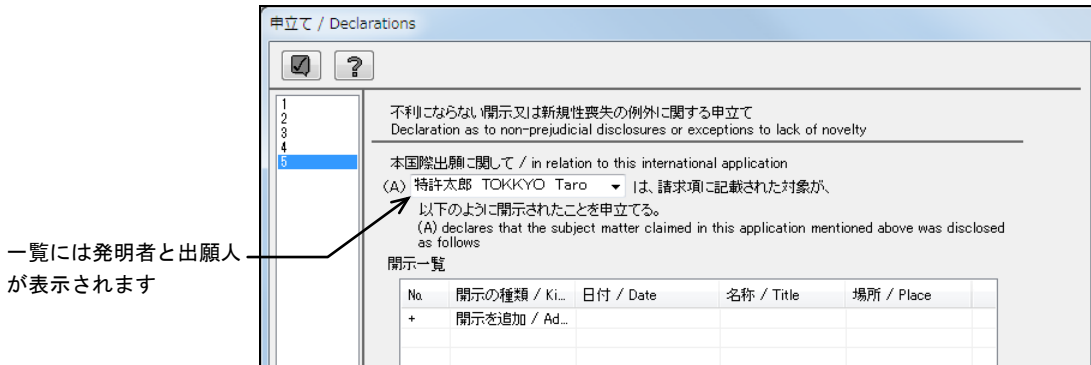 申立て / Declarations
1
2
3
4
5
不利にならない開示又は新規性喪失の例外に関する申立て
Declaration as to non-prejudicial disclosures or exceptions to lack of novelty
本国際出願に関して / in relation to this international application
(A) 特許太郎 TOKKYO Taro は、請求項に記載された対象が、
以下のように開示されたことを申立てる。
(A) declares that the subject matter claimed in this application mentioned above was disclosed
as follows
一覧には発明者と出願人
が表示されます
開示一覧
No. 開示の種類 / Ki... 日付 / Date 名称 / Title 場所 / Place
+ 開示を追加 / Ad...